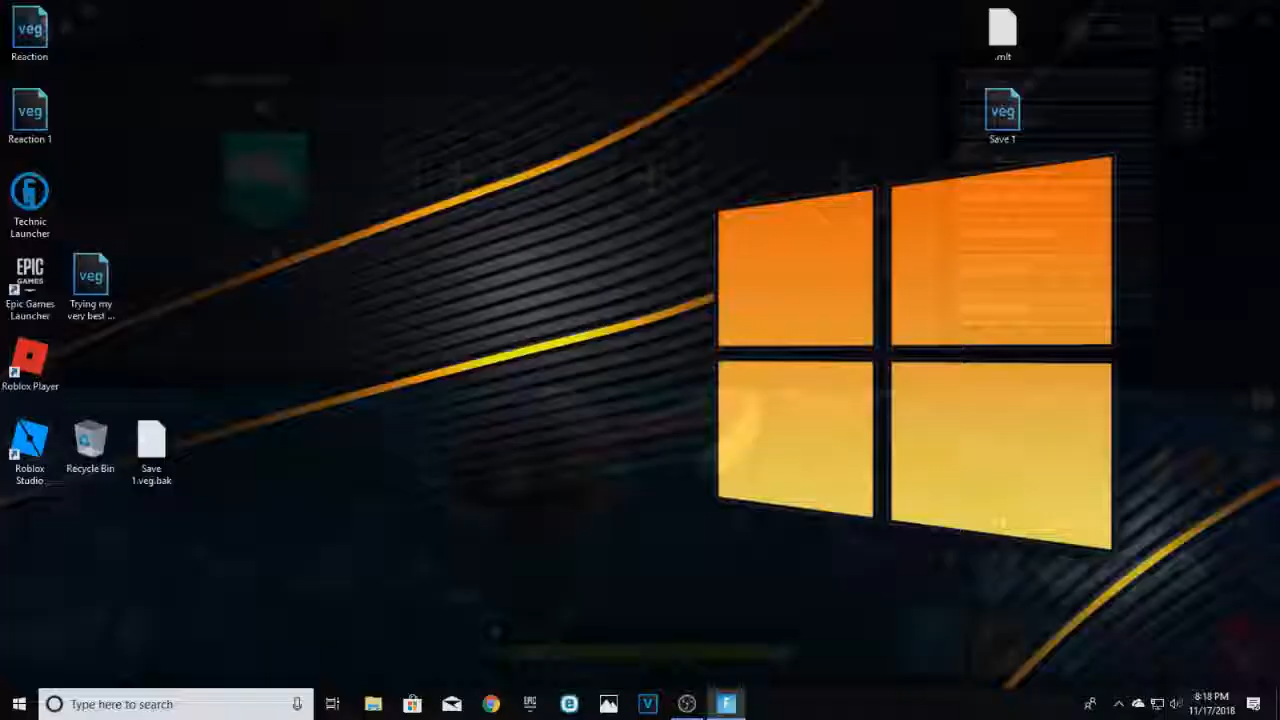 veg
Reaction
veg
Reaction 1
Technic
Launcher
EPIC
GAMES
Epic Games
Launcher
veg
Trying my
very best ...
Roblox Player
Roblox
Studio
Recycle Bin
Save
1.veg.bak
.mlt
veg
Save 1
Type here to search
EPIC
V
F
8:18 PM
11/17/2018